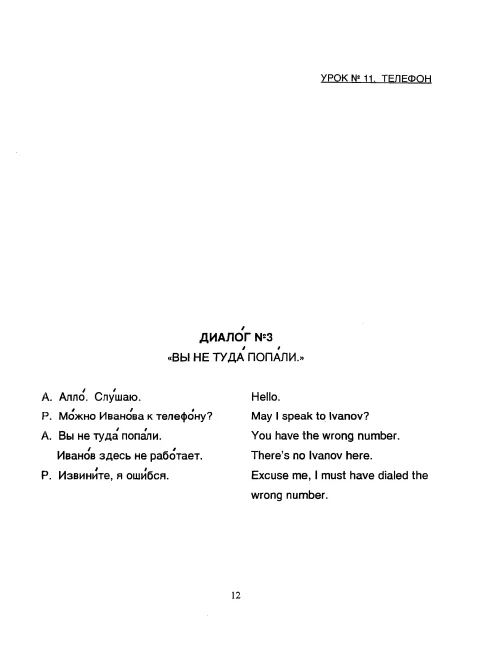 УРОК № 11. ТЕЛЕФОН
ДИАЛО́Г №3
«ВЫ НЕ ТУДА́ ПОПА́ЛИ.»
А. Алло́. Слу́шаю. Hello.
Р. Мо́жно Ивано́ва к телефо́ну? May I speak to Ivanov?
А. Вы не туда́ попа́ли. You have the wrong number.
Ивано́в здесь не рабо́тает. There's no Ivanov here.
Р. Извини́те, я оши́бся. Excuse me, I must have dialed the
wrong number.
12